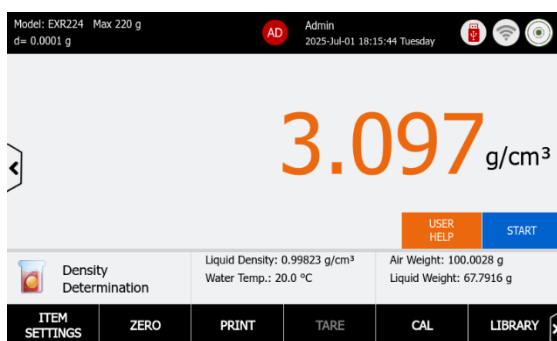 Model: EXR224 Max 220 g
d= 0.0001 g
AD
Admin
2025-Jul-01 18:15:44 Tuesday
3.097 g/cm³
USER
HELP
START
Density
Determination
Liquid Density: 0.99823 g/cm³
Water Temp.: 20.0 °C
Air Weight: 100.0028 g
Liquid Weight: 67.7916 g
ITEM
SETTINGS
ZERO
PRINT
TARE
CAL
LIBRARY